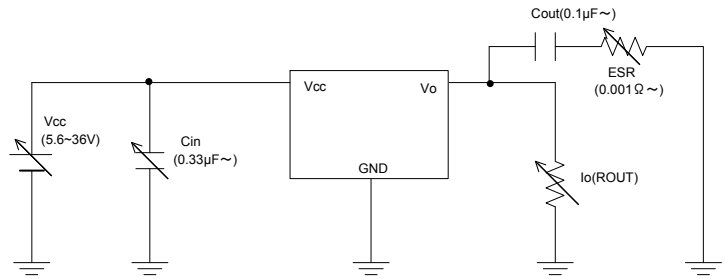 Cout(0.1µF～)
ESR
(0.001Ω～)
Vcc
Vo
GND
Vcc
(5.6~36V)
Cin
(0.33µF～)
Io(ROUT)